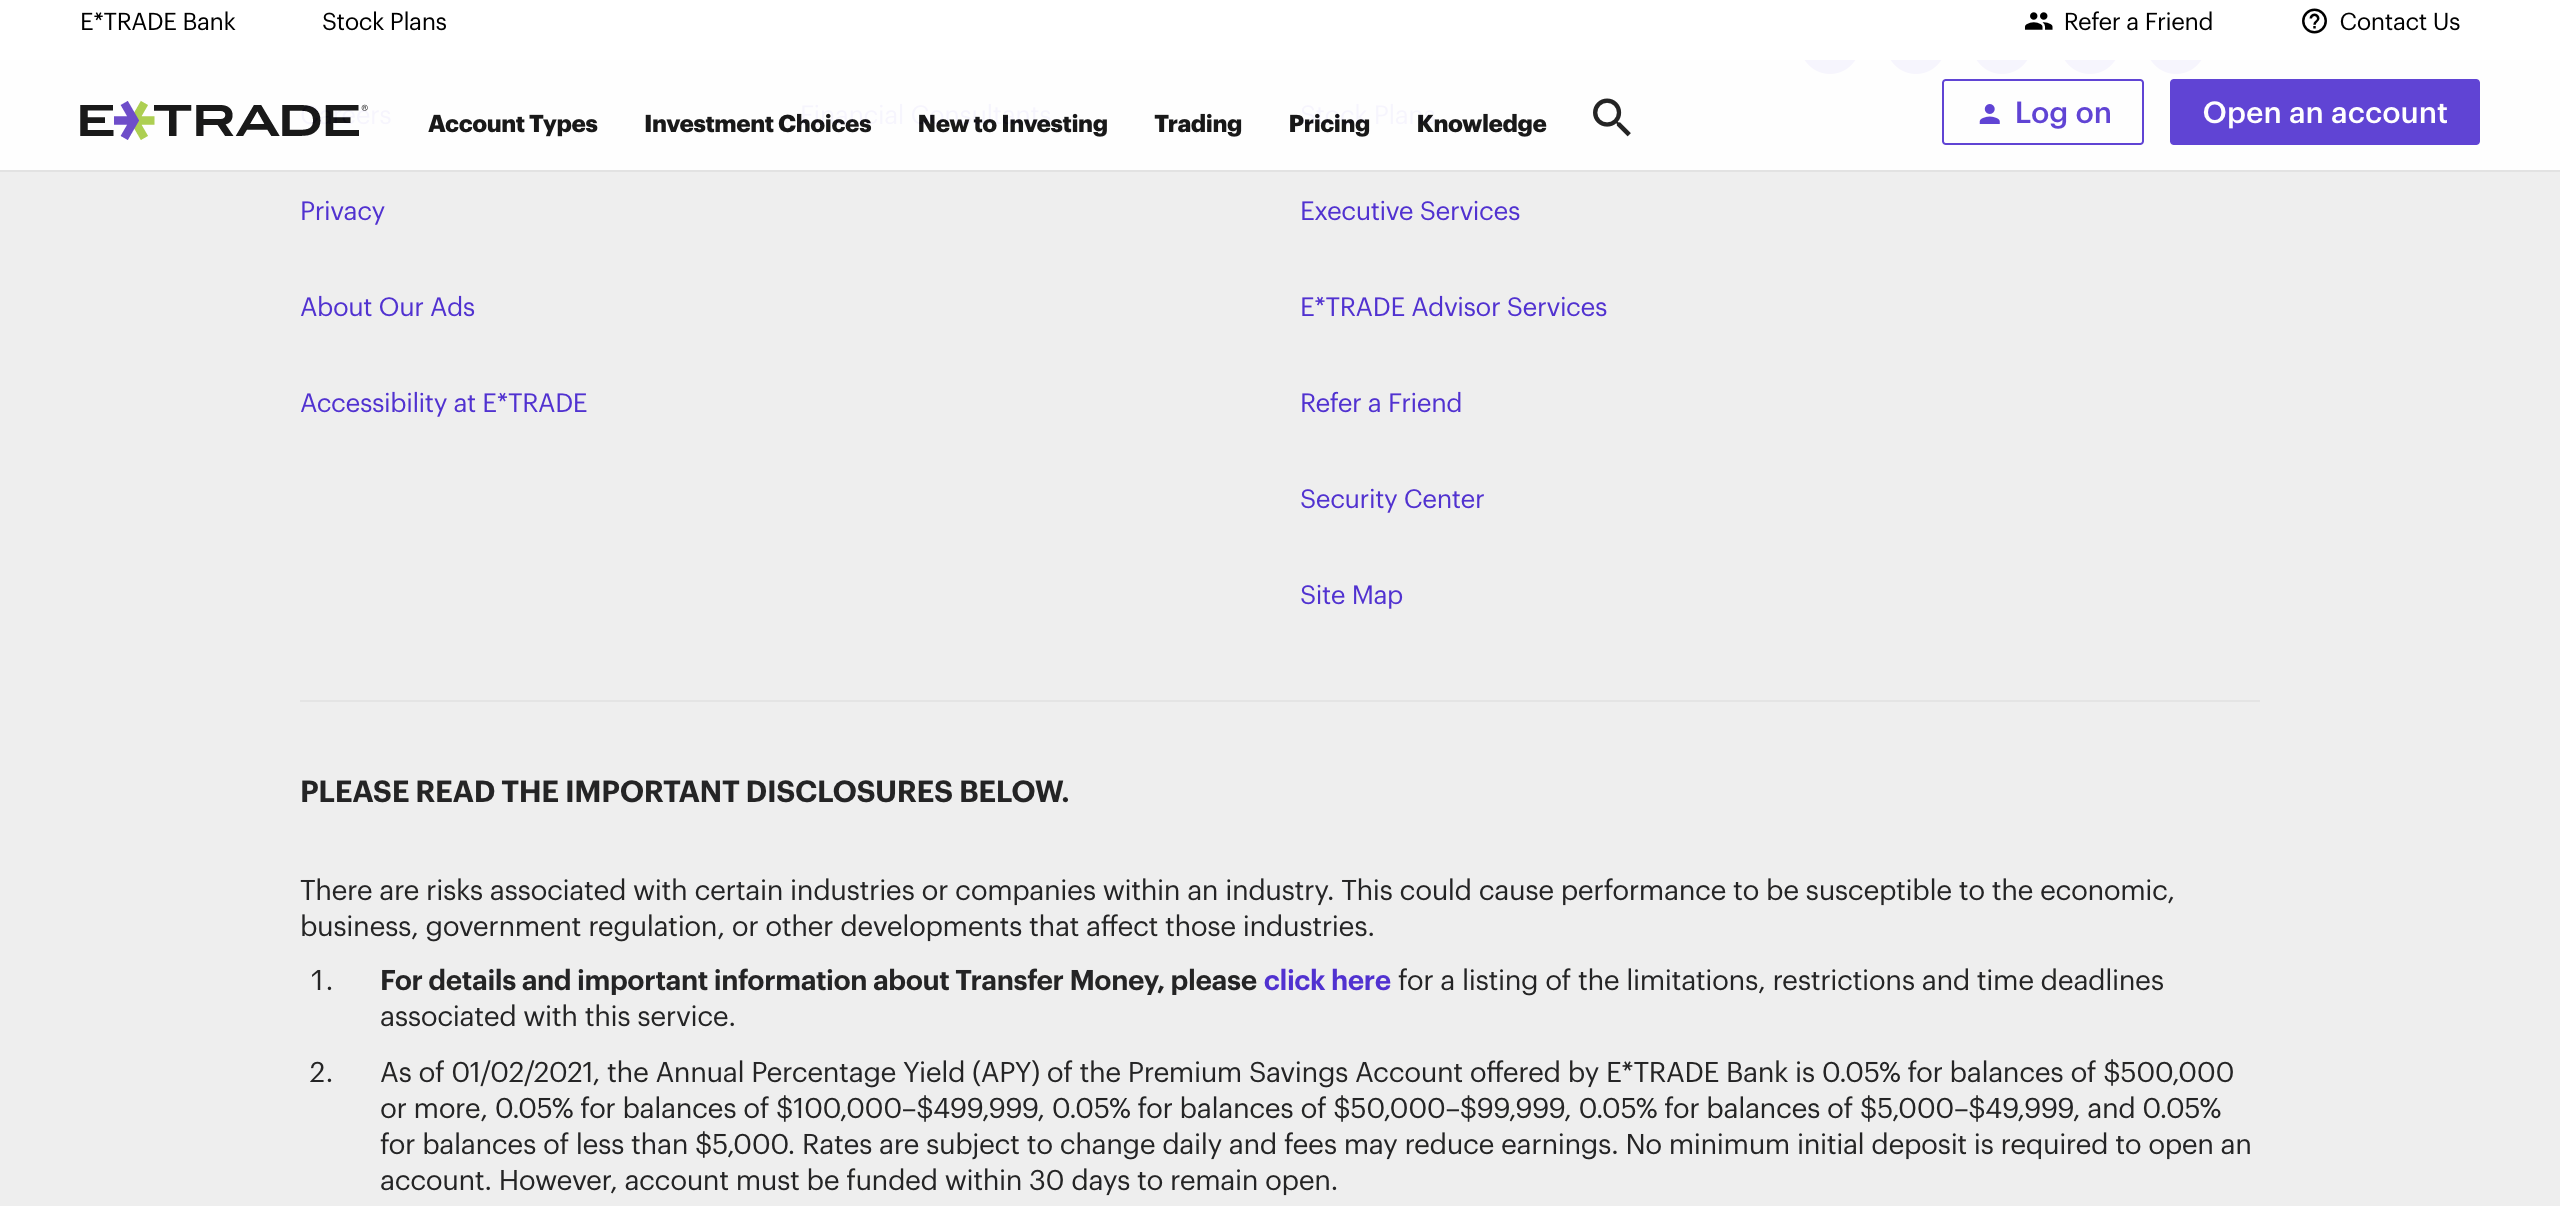 E*TRADE Bank
Stock Plans
Refer a Friend
Contact Us
E*TRADE®
Account Types
Investment Choices
New to Investing
Trading
Pricing
Knowledge
Log on
Open an account
Privacy
Executive Services
About Our Ads
E*TRADE Advisor Services
Accessibility at E*TRADE
Refer a Friend
Security Center
Site Map
PLEASE READ THE IMPORTANT DISCLOSURES BELOW.
There are risks associated with certain industries or companies within an industry. This could cause performance to be susceptible to the economic,
business, government regulation, or other developments that affect those industries.
1. For details and important information about Transfer Money, please click here for a listing of the limitations, restrictions and time deadlines
associated with this service.
2. As of 01/02/2021, the Annual Percentage Yield (APY) of the Premium Savings Account offered by E*TRADE Bank is 0.05% for balances of $500,000
or more, 0.05% for balances of $100,000–$499,999, 0.05% for balances of $50,000–$99,999, 0.05% for balances of $5,000–$49,999, and 0.05%
for balances of less than $5,000. Rates are subject to change daily and fees may reduce earnings. No minimum initial deposit is required to open an
account. However, account must be funded within 30 days to remain open.